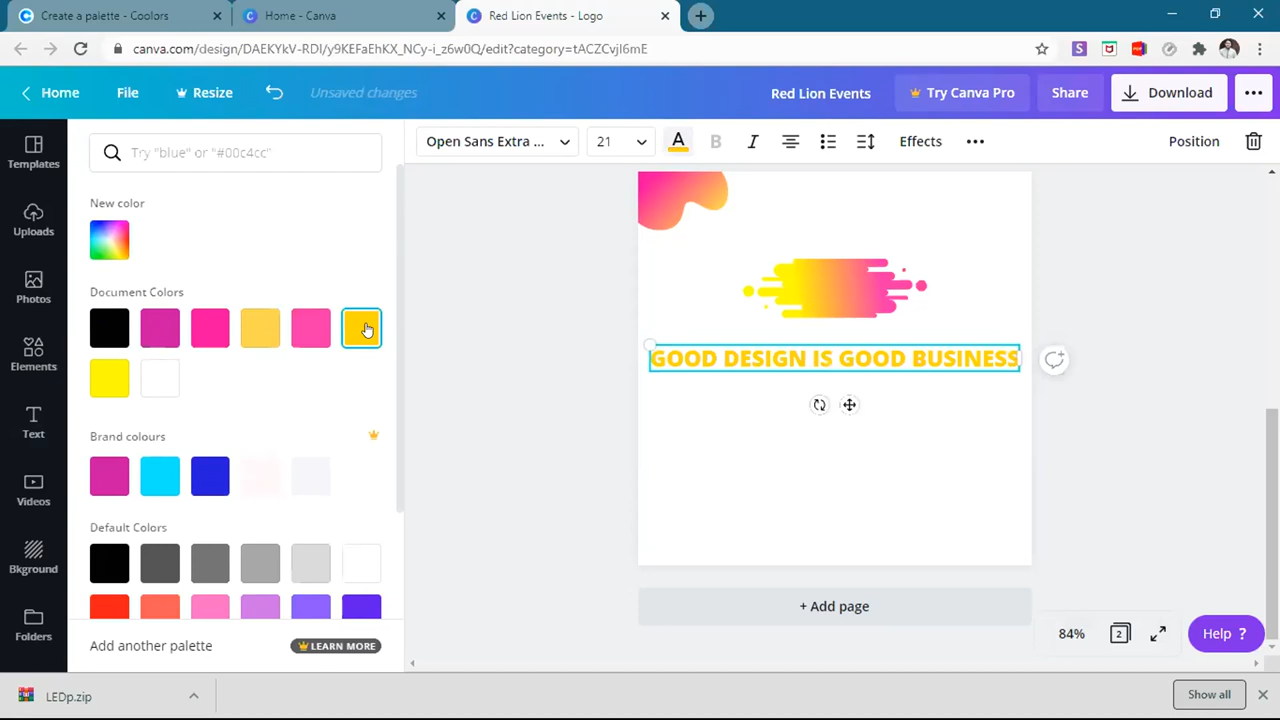 Create a palette - Coolors
Home - Canva
Red Lion Events - Logo
canva.com/design/DAEKYkV-RDI/y9KEFaEhKX_NCy-i_z6w0Q/edit?category=tACZCvjI6mE
Home
File
Resize
Unsaved changes
Red Lion Events
Try Canva Pro
Share
Download
Templates
Uploads
Photos
Elements
Text
Videos
Bkground
Folders
Try "blue" or "#00c4cc"
New color
Document Colors
Brand colours
Default Colors
Add another palette
LEARN MORE
Open Sans Extra ...
21
A
B
I
Effects
Position
GOOD DESIGN IS GOOD BUSINESS
+ Add page
84%
2
Help ?
LEDp.zip
Show all